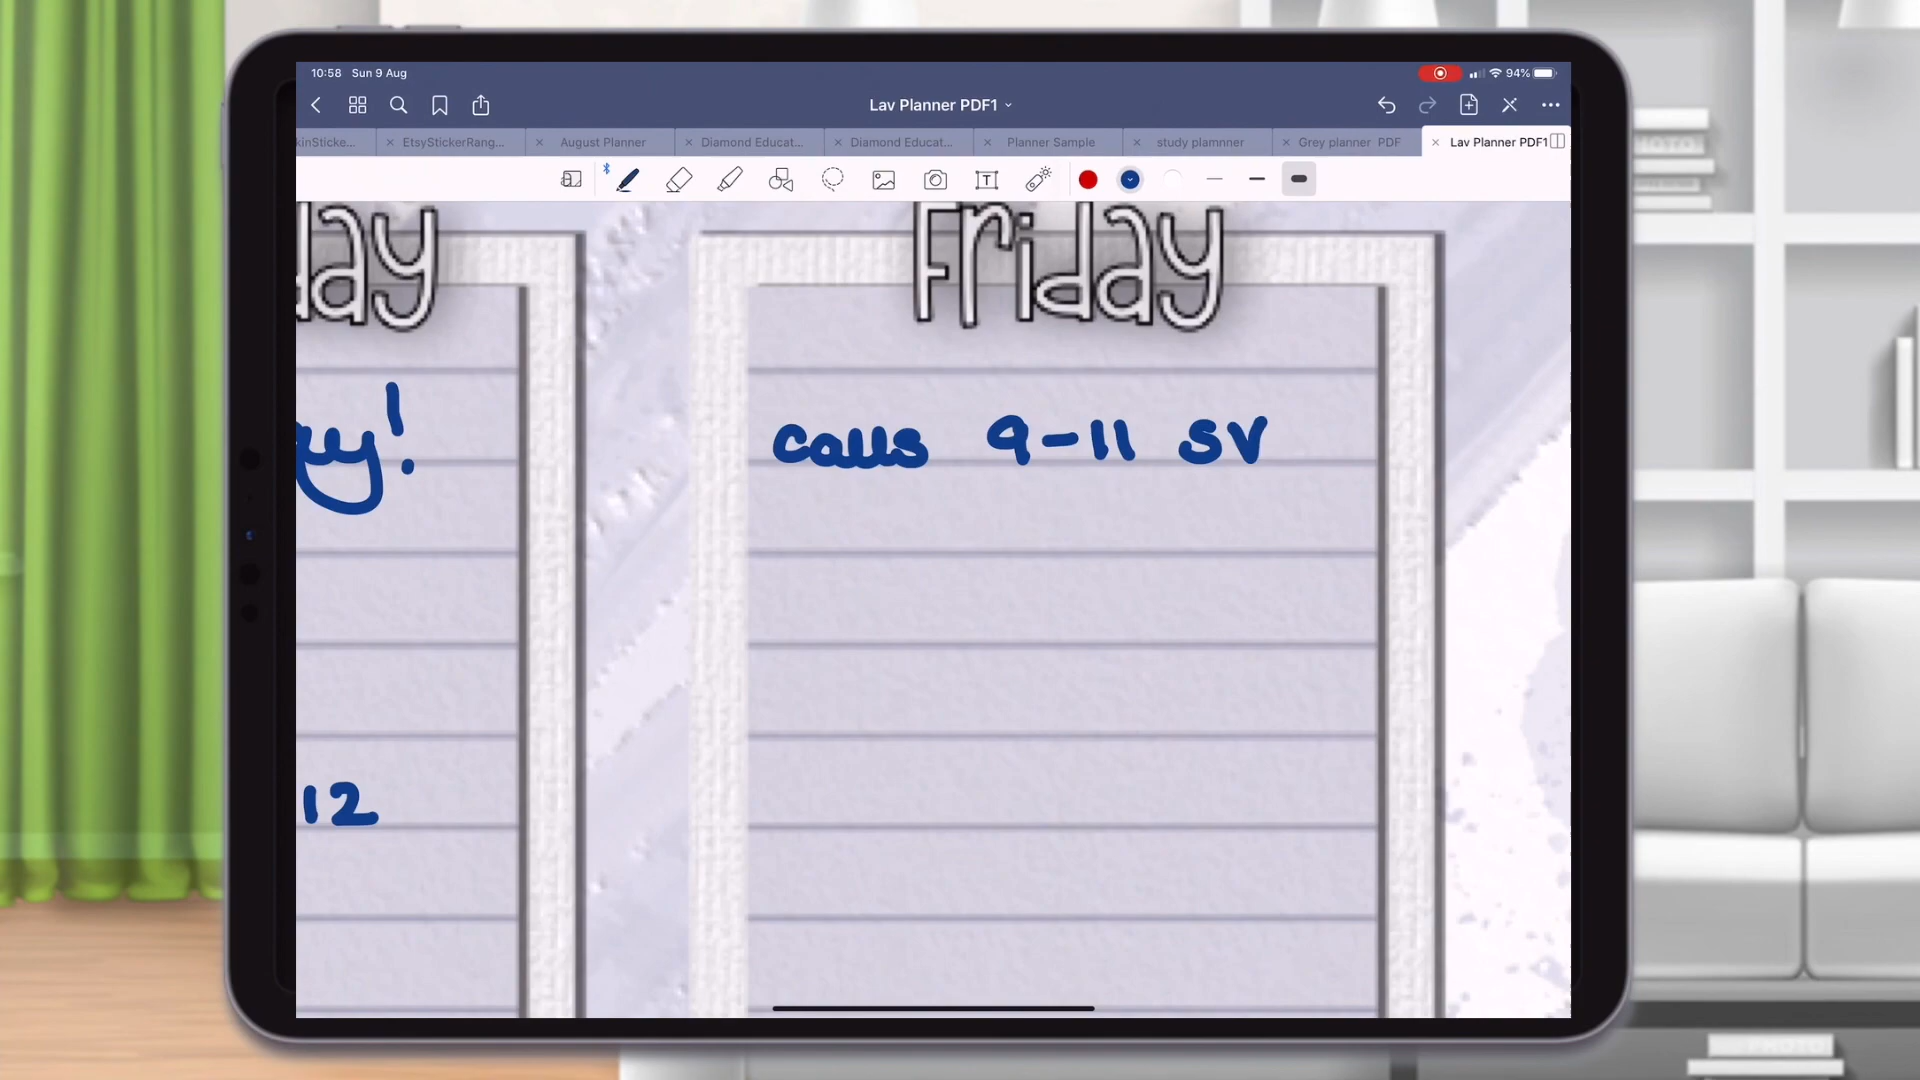 10:58 Sun 9 Aug
94%
Lav Planner PDF1
kinSticke...
EtsyStickerRang...
August Planner
Diamond Educat...
Diamond Educat...
Planner Sample
study plamnner
Grey planner PDF
Lav Planner PDF1
day
Friday
calls 9-11 SV
12